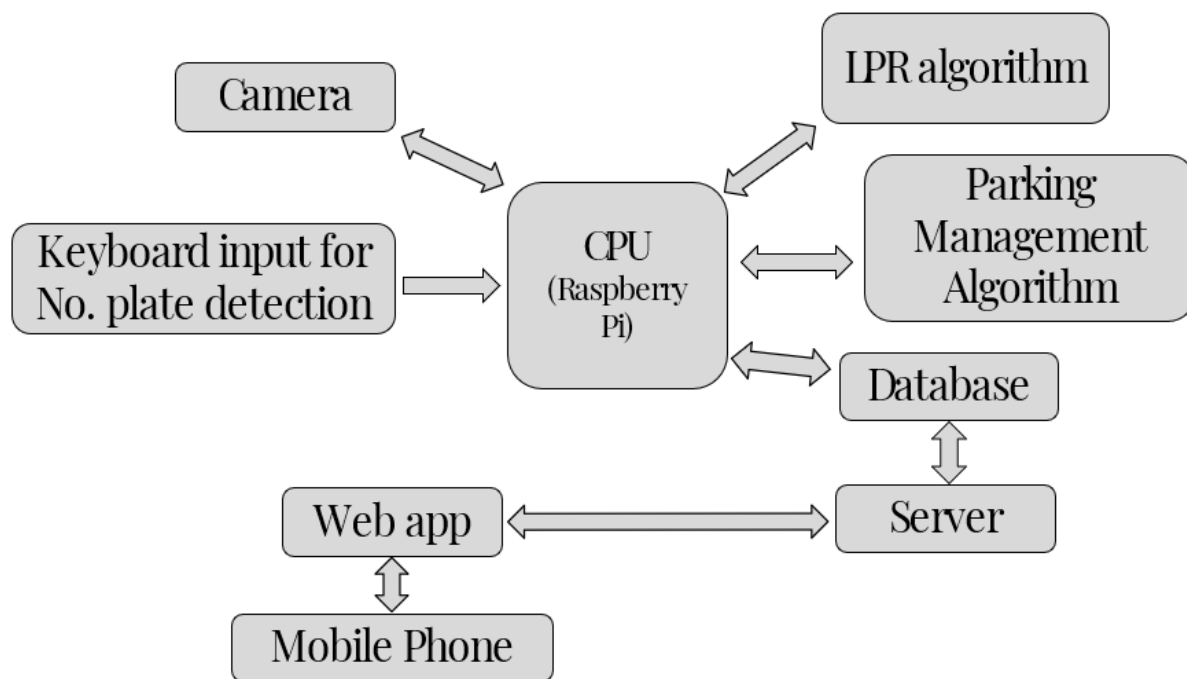 Camera
LPR algorithm
Keyboard input for
No. plate detection
CPU
(Raspberry
Pi)
Parking
Management
Algorithm
Database
Server
Web app
Mobile Phone